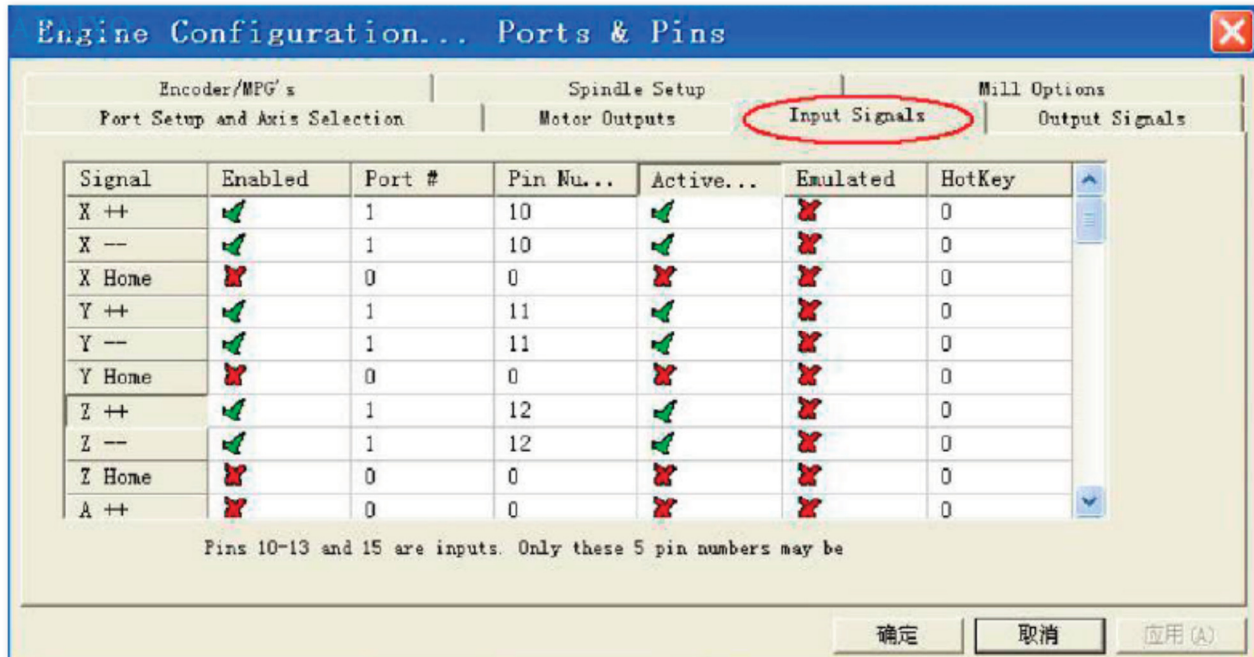 Engine Configuration... Ports & Pins
Encoder/MPG's Spindle Setup Mill Options
Port Setup and Axis Selection Motor Outputs Input Signals Output Signals
Signal Enabled Port # Pin Nu... Active... Emulated HotKey
X ++ 1 10 0
X -- 1 10 0
X Home 0 0 0
Y ++ 1 11 0
Y -- 1 11 0
Y Home 0 0 0
Z ++ 1 12 0
Z -- 1 12 0
Z Home 0 0 0
A ++ 0 0 0
Pins 10-13 and 15 are inputs. Only these 5 pin numbers may be
确定 取消 应用(A)